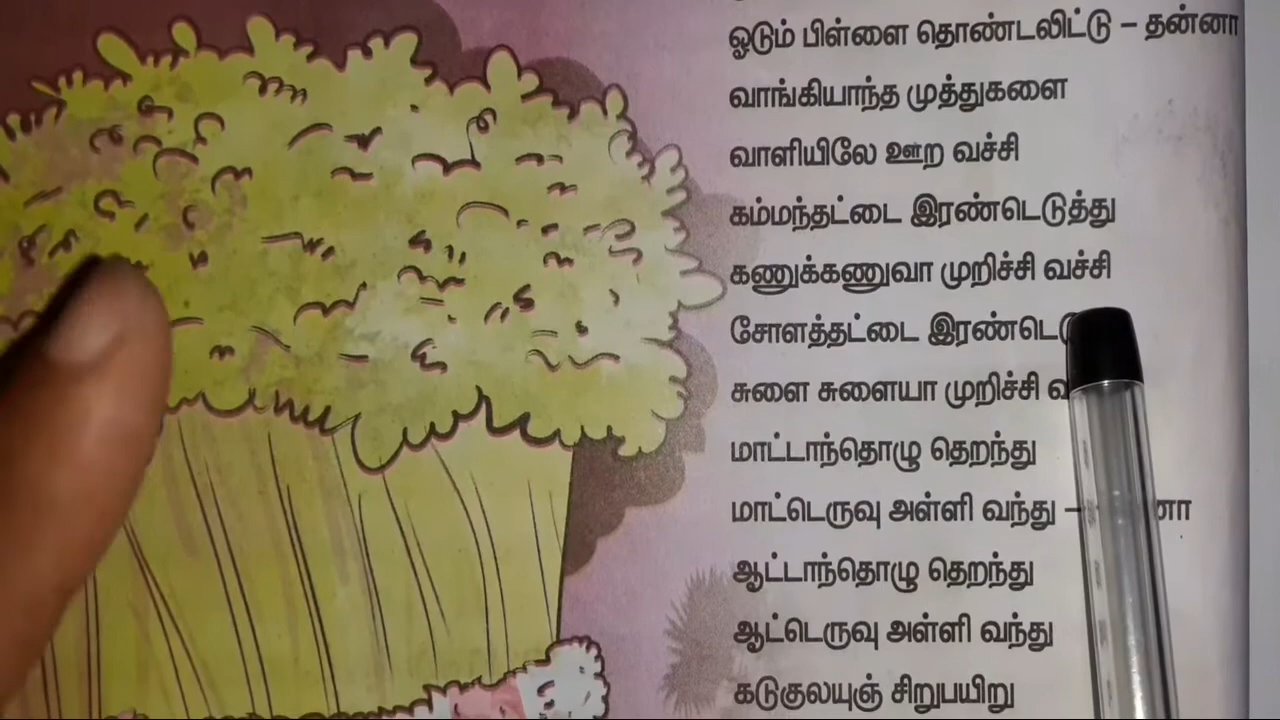 ஓடும் பிள்ளை தொண்டலிட்டு – தன்னா
வாங்கியாந்த முத்துகளை
வாளியிலே ஊற வச்சி
கம்மந்தட்டை இரண்டெடுத்து
கணுக்கணுவா முறிச்சி வச்சி
சோளத்தட்டை
சுளை சுளையா முறிச்சி
மாட்டாந்தொழு தெறந்து
மாட்டெருவு அள்ளி வந்து –
ஆட்டாந்தொழு தெறந்து
ஆட்டெருவு அள்ளி வந்து
கடுகுலயுஞ் சிறுபயிறு